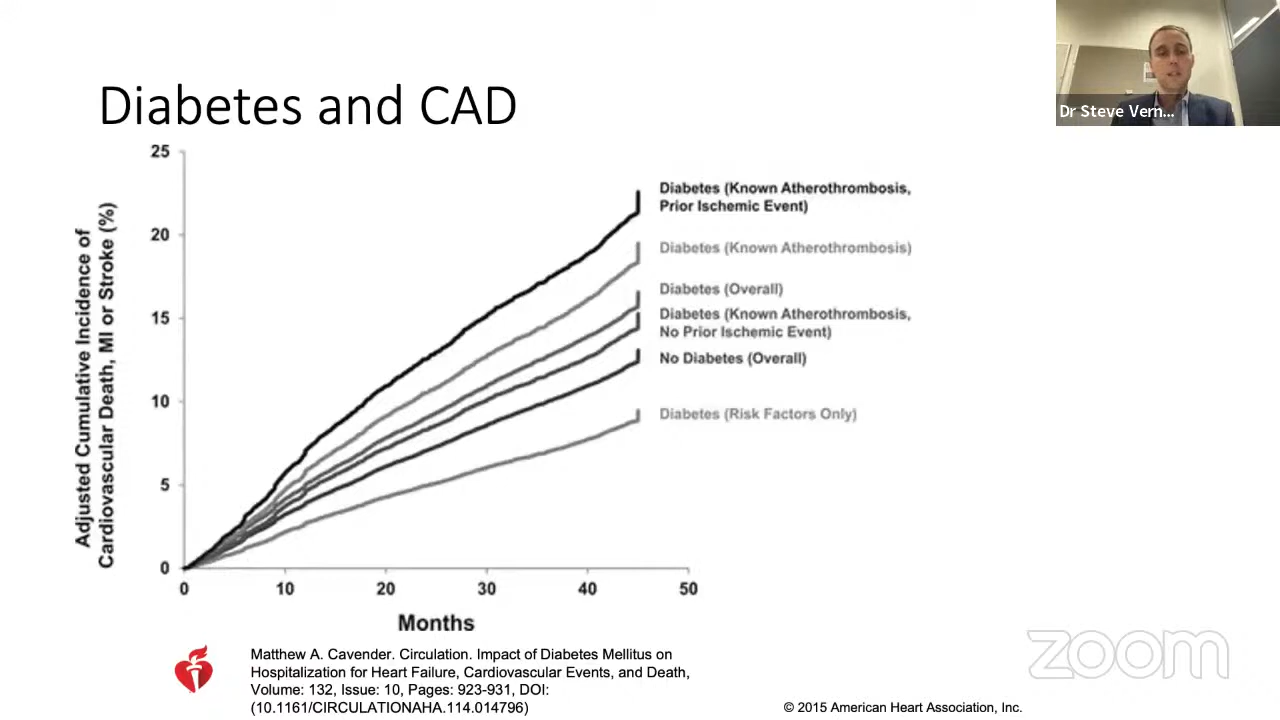 Diabetes and CAD
Dr Steve Vern...
25
20
15
10
5
0
Adjusted Cumulative Incidence of
Cardiovascular Death, MI or Stroke (%)
Diabetes (Known Atherothrombosis,
Prior Ischemic Event)
Diabetes (Known Atherothrombosis)
Diabetes (Overall)
Diabetes (Known Atherothrombosis,
No Prior Ischemic Event)
No Diabetes (Overall)
Diabetes (Risk Factors Only)
0 10 20 30 40 50
Months
Matthew A. Cavender. Circulation. Impact of Diabetes Mellitus on
Hospitalization for Heart Failure, Cardiovascular Events, and Death,
Volume: 132, Issue: 10, Pages: 923-931, DOI:
(10.1161/CIRCULATIONAHA.114.014796)
© 2015 American Heart Association, Inc.
zoom